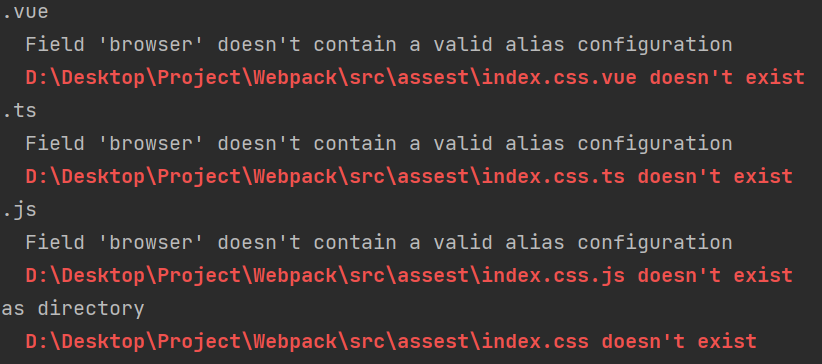 .vue
Field 'browser' doesn't contain a valid alias configuration
D:\Desktop\Project\Webpack\src\assest\index.css.vue doesn't exist
.ts
Field 'browser' doesn't contain a valid alias configuration
D:\Desktop\Project\Webpack\src\assest\index.css.ts doesn't exist
.js
Field 'browser' doesn't contain a valid alias configuration
D:\Desktop\Project\Webpack\src\assest\index.css.js doesn't exist
as directory
D:\Desktop\Project\Webpack\src\assest\index.css doesn't exist